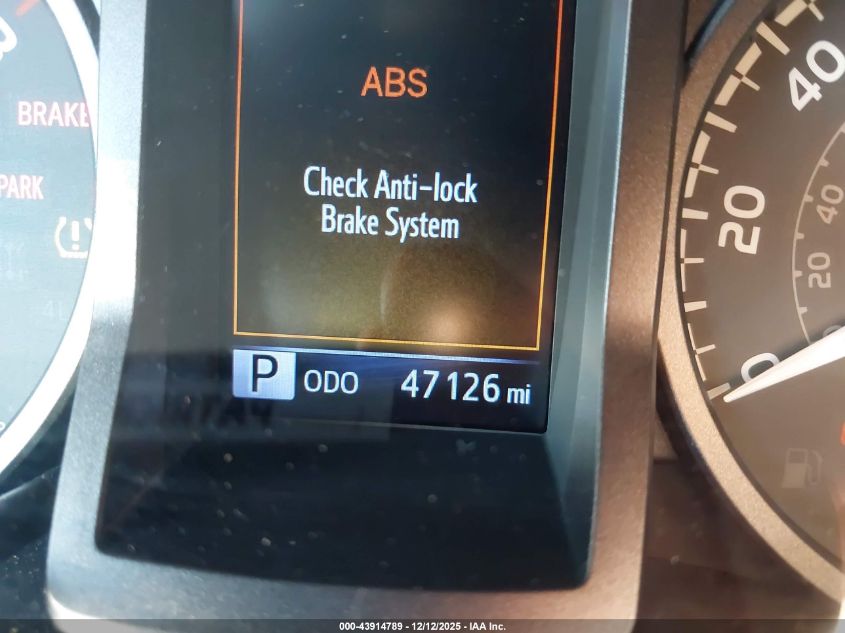 ABS
Check Anti-lock
Brake System
P ODO 47126 mi
BRAKE
PARK
40
20
0
40
20
000-43914789 - 12/12/2025 - IAA Inc.